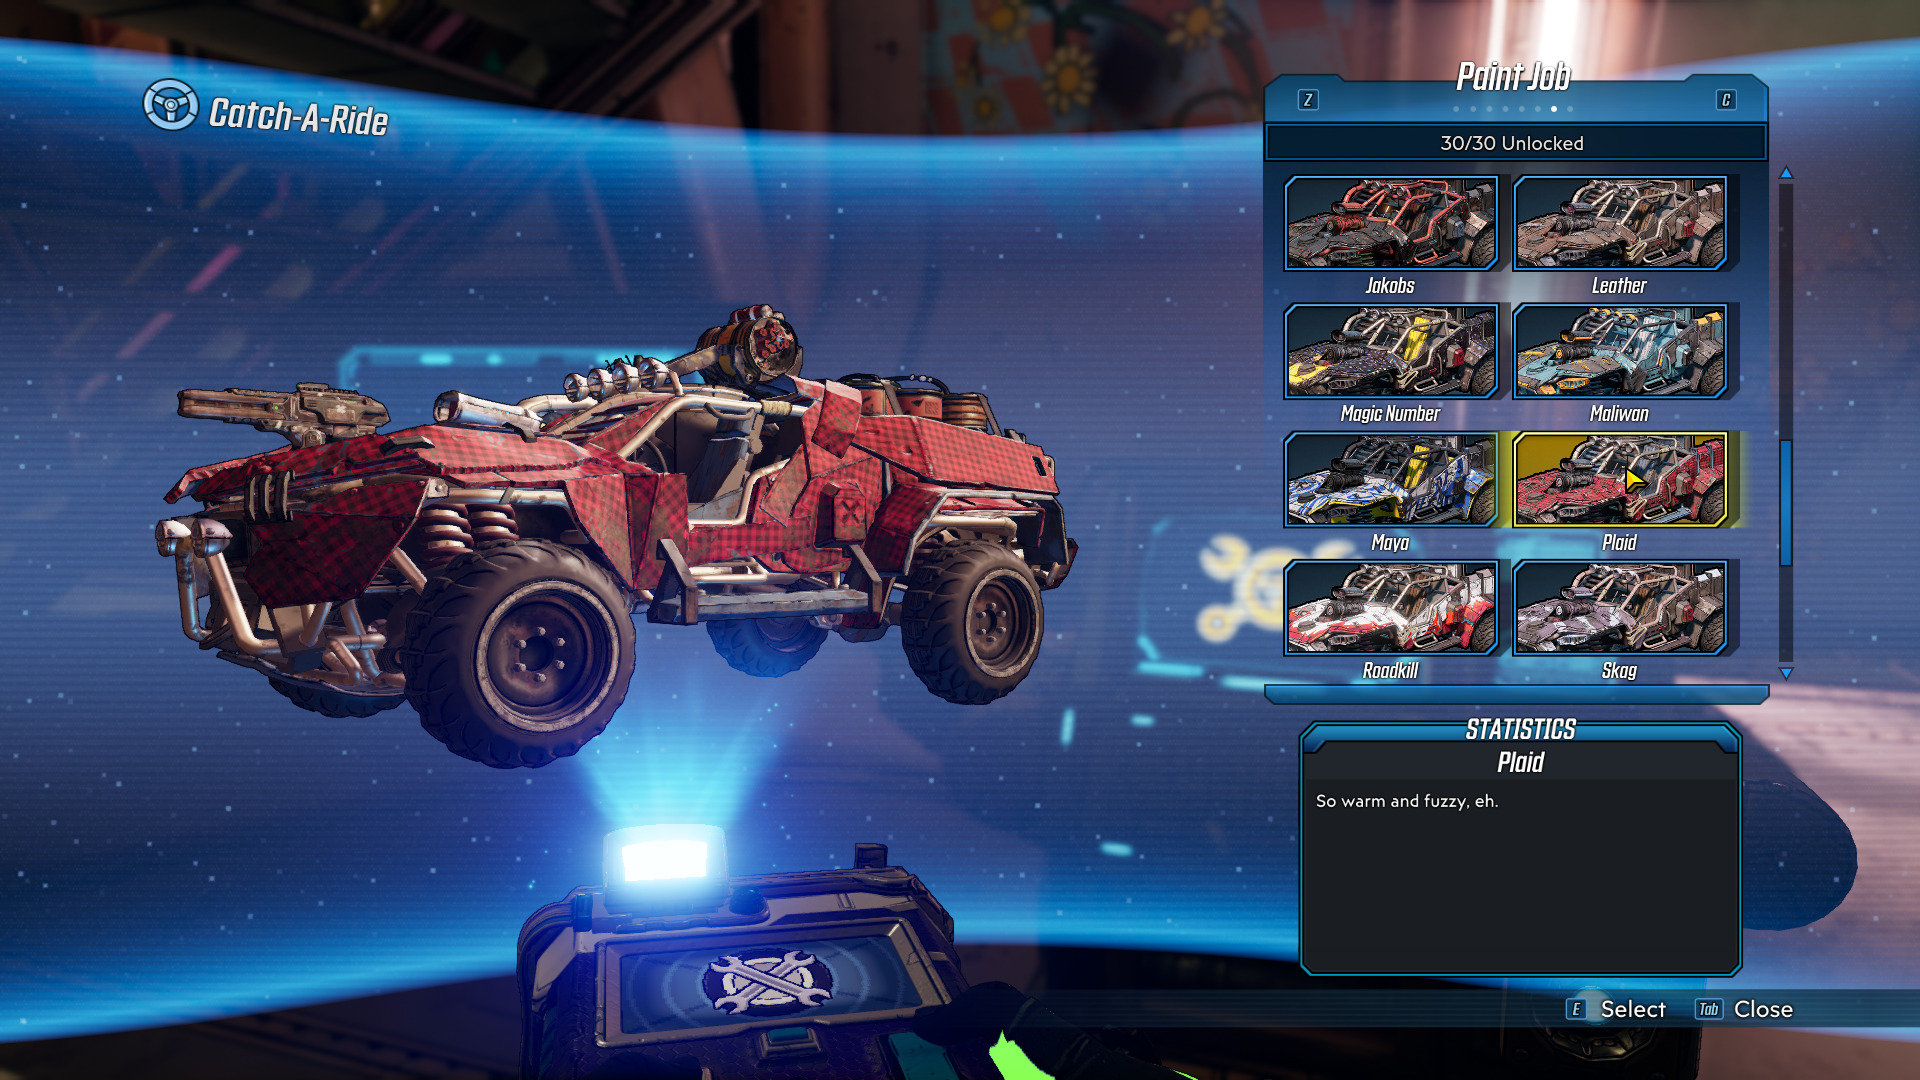 Catch-A-Ride
Paint Job
Z
C
30/30 Unlocked
Jakobs
Leather
Magic Number
Maliwan
Maya
Plaid
Roadkill
Skag
STATISTICS
Plaid
So warm and fuzzy, eh.
E Select
Tab Close